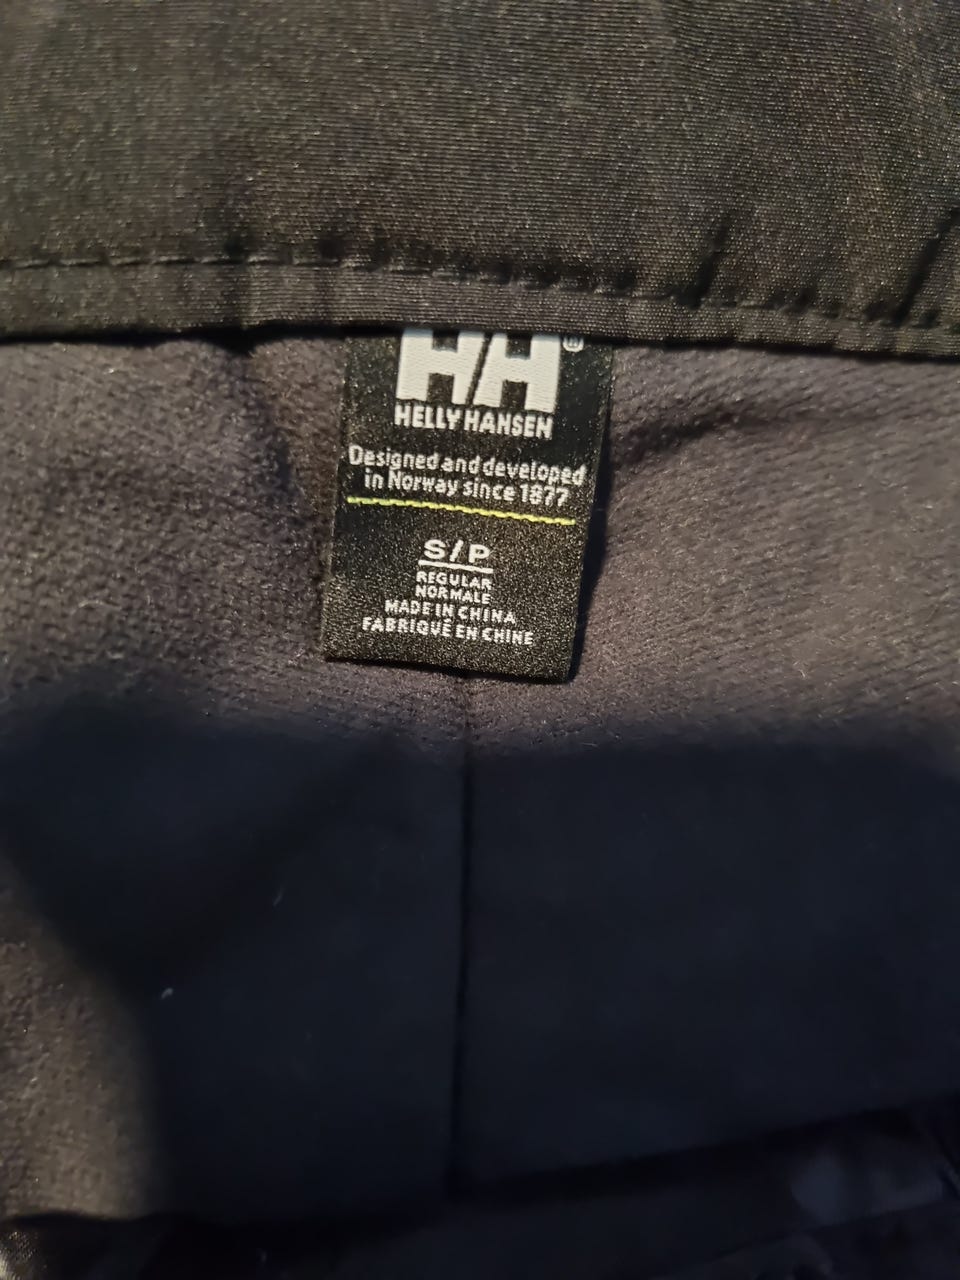 HH®
HELLY HANSEN
Designed and developed
in Norway since 1877
S/P
REGULAR
NORMALE
MADE IN CHINA
FABRIQUÉ EN CHINE